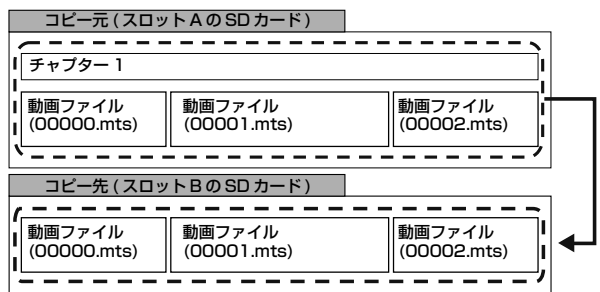 コピー元 ( スロット A の SD カード )
チャプター 1
動画ファイル
(00000.mts)
動画ファイル
(00001.mts)
動画ファイル
(00002.mts)
コピー先 ( スロット B の SD カード )
動画ファイル
(00000.mts)
動画ファイル
(00001.mts)
動画ファイル
(00002.mts)